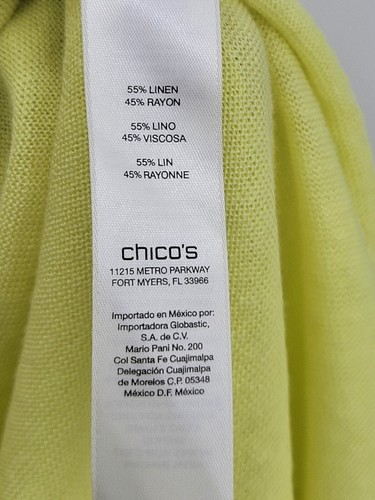 55% LINEN
45% RAYON
55% LINO
45% VISCOSA
55% LIN
45% RAYONNE
chico's
11215 METRO PARKWAY
FORT MYERS, FL 33966
Importado en México por:
Importadora Globastic,
S.A. de C.V.
Mario Pani No. 200
Col Santa Fe Cuajimalpa
Delegación Cuajimalpa
de Morelos C.P. 05348
México D.F. México